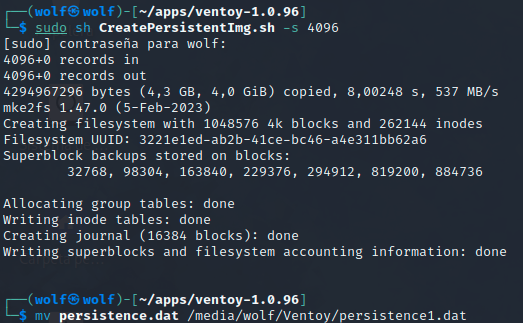 ┌──(wolf㉿wolf)-[~/apps/ventoy-1.0.96]
└─$ sudo sh CreatePersistentImg.sh -s 4096
[sudo] contraseña para wolf:
4096+0 records in
4096+0 records out
4294967296 bytes (4,3 GB, 4,0 GiB) copied, 8,00248 s, 537 MB/s
mke2fs 1.47.0 (5-Feb-2023)
Creating filesystem with 1048576 4k blocks and 262144 inodes
Filesystem UUID: 3221e1ed-ab2b-41ce-bc46-a4e311bb62a6
Superblock backups stored on blocks:
        32768, 98304, 163840, 229376, 294912, 819200, 884736

Allocating group tables: done
Writing inode tables: done
Creating journal (16384 blocks): done
Writing superblocks and filesystem accounting information: done

┌──(wolf㉿wolf)-[~/apps/ventoy-1.0.96]
└─$ mv persistence.dat /media/wolf/Ventoy/persistence1.dat